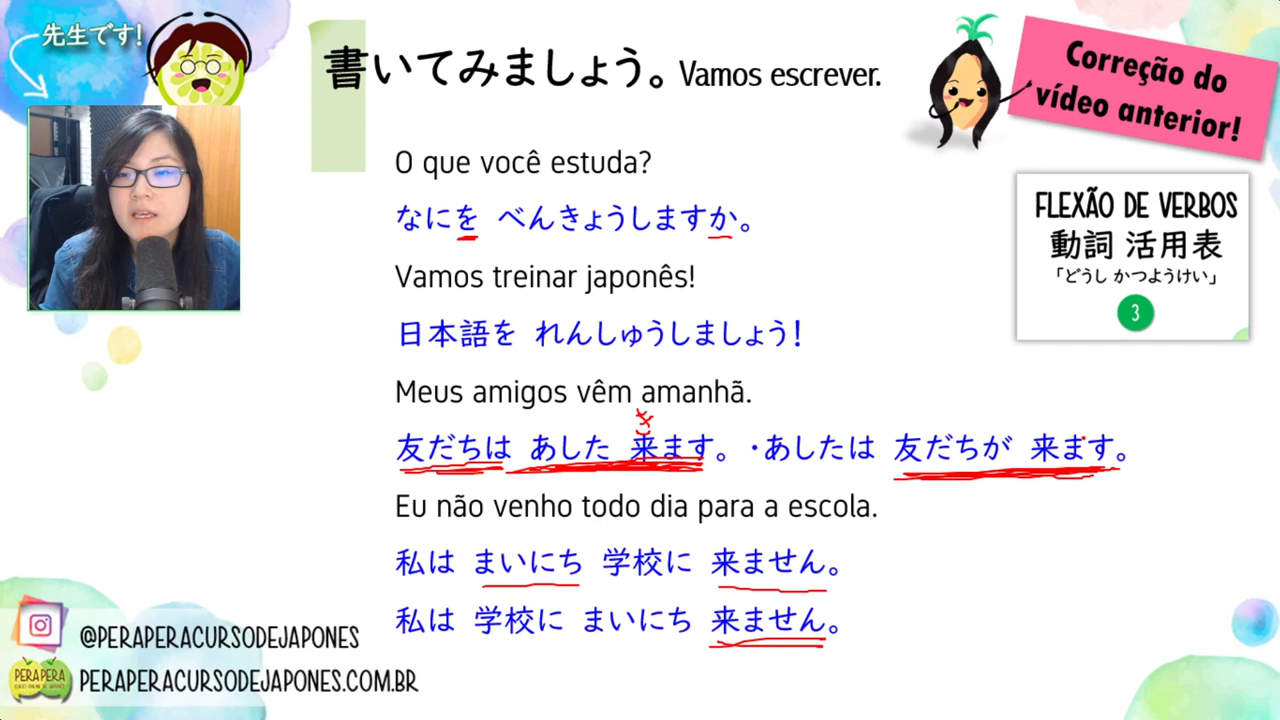 先生です!
書いてみましょう。 Vamos escrever.
Correção do
vídeo anterior!
O que você estuda?
なにを べんきょうしますか。
Vamos treinar japonês!
日本語を れんしゅうしましょう!
Meus amigos vêm amanhã.
き
友だちは あした 来ます。 ・あしたは 友だちが 来ます。
Eu não venho todo dia para a escola.
私は まいにち 学校に 来ません。
私は 学校に まいにち 来ません。
FLEXÃO DE VERBOS
動詞 活用表
「どうし かつようけい」
3
@PERAPERACURSODEJAPONES
PERAPERA
PERAPERACURSODEJAPONES.COM.BR